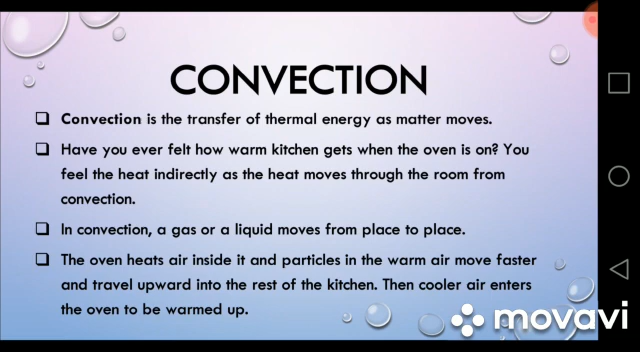 CONVECTION
Convection is the transfer of thermal energy as matter moves.
Have you ever felt how warm kitchen gets when the oven is on? You
feel the heat indirectly as the heat moves through the room from
convection.
In convection, a gas or a liquid moves from place to place.
The oven heats air inside it and particles in the warm air move faster
and travel upward into the rest of the kitchen. Then cooler air enters
the oven to be warmed up.
movavi